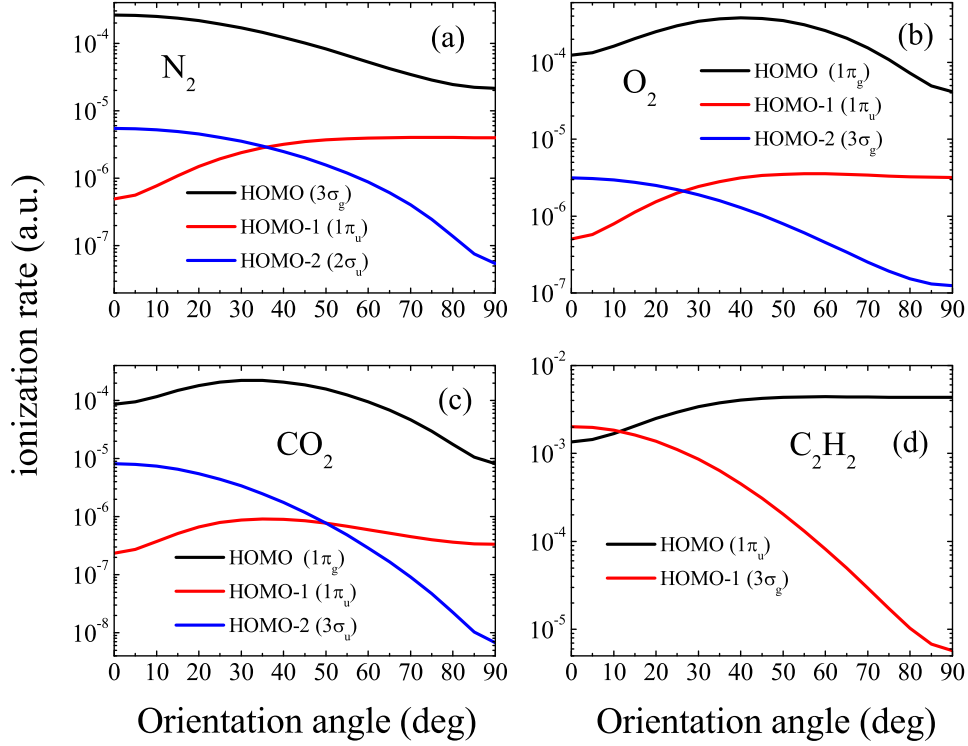 ionization rate (a.u.)
(a)
N₂
10⁻⁴
10⁻⁵
10⁻⁶
10⁻⁷
HOMO (3σg)
HOMO-1 (1πu)
HOMO-2 (2σu)
0 10 20 30 40 50 60 70 80 90
(b)
O₂
10⁻⁴
10⁻⁵
10⁻⁶
10⁻⁷
HOMO (1πg)
HOMO-1 (1πu)
HOMO-2 (3σg)
0 10 20 30 40 50 60 70 80 90
(c)
CO₂
10⁻⁴
10⁻⁵
10⁻⁶
10⁻⁷
10⁻⁸
HOMO (1πg)
HOMO-1 (1πu)
HOMO-2 (3σu)
0 10 20 30 40 50 60 70 80 90
Orientation angle (deg)
10⁻²
10⁻³
10⁻⁴
10⁻⁵
C₂H₂ (d)
HOMO (1πu)
HOMO-1 (3σg)
0 10 20 30 40 50 60 70 80 90
Orientation angle (deg)